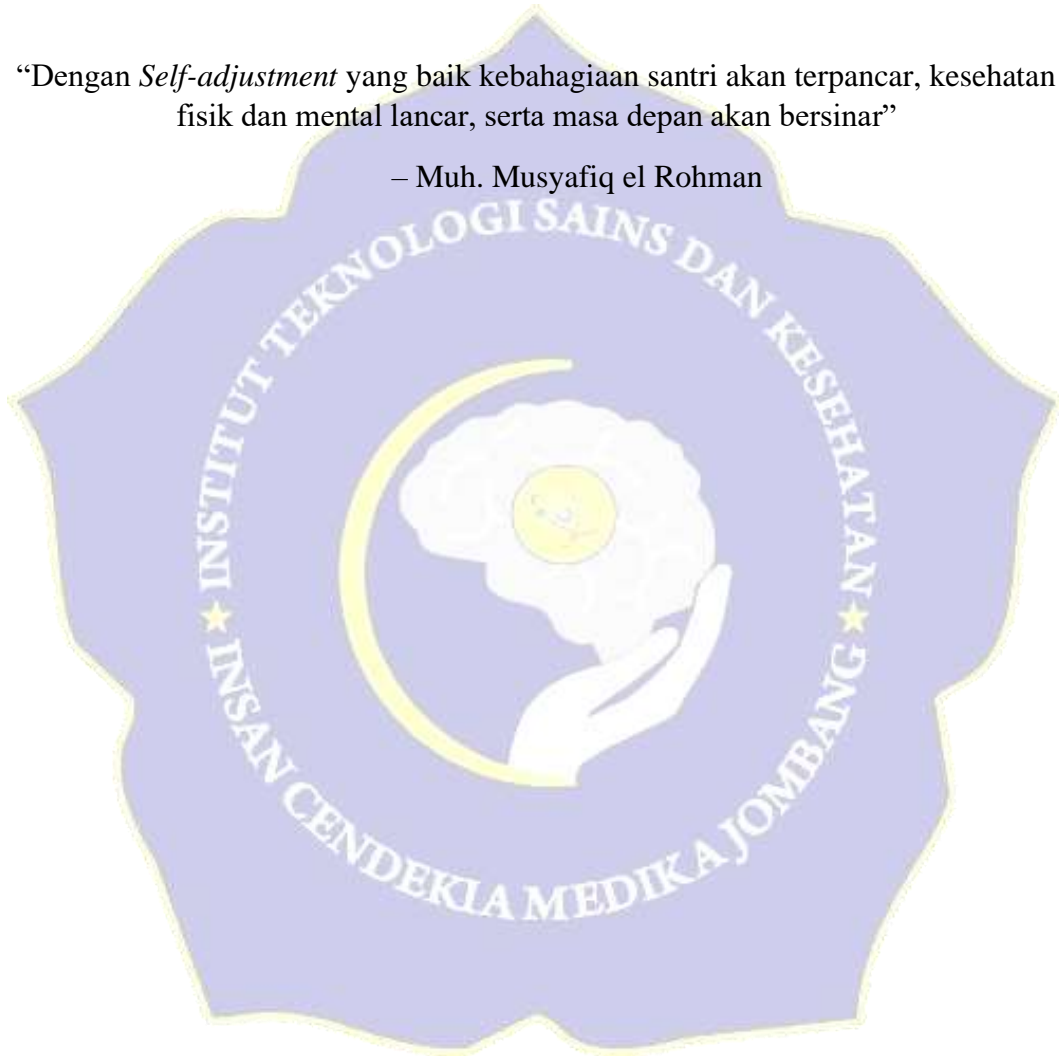 “Dengan Self-adjustment yang baik kebahagiaan santri akan terpancar, kesehatan
fisik dan mental lancar, serta masa depan akan bersinar”
– Muh. Musyafiq el Rohman
INSTITUT TEKNOLOGI SAINS DAN KESEHATAN
INSAN CENDEKIA MEDIKA JOMBANG